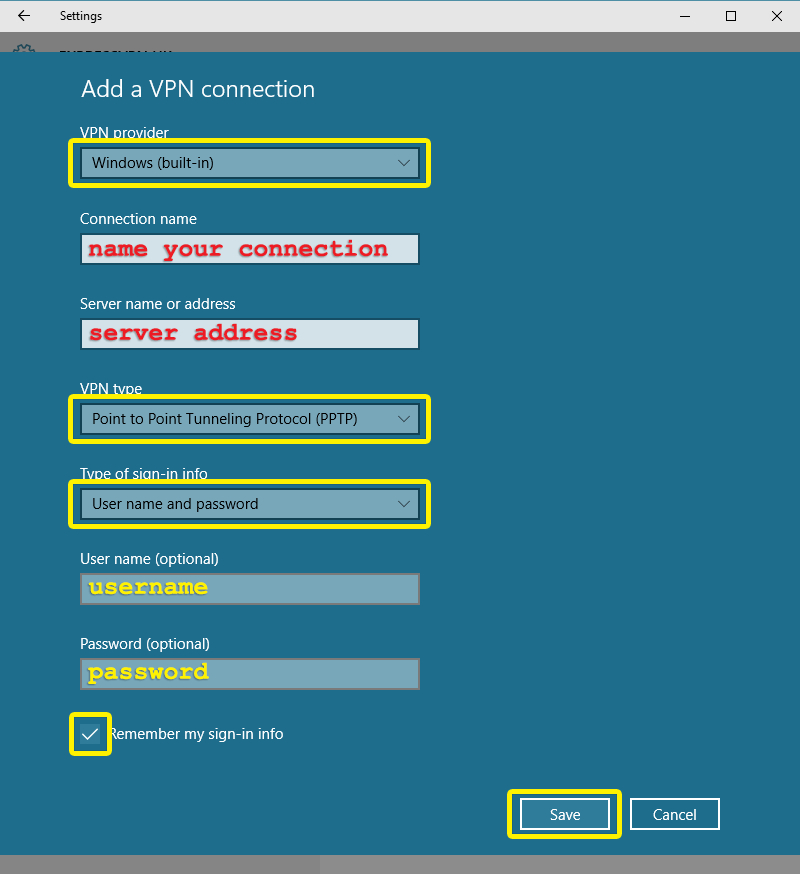 Settings
Add a VPN connection
VPN provider
Windows (built-in)
Connection name
name your connection
Server name or address
server address
VPN type
Point to Point Tunneling Protocol (PPTP)
Type of sign-in info
User name and password
User name (optional)
username
Password (optional)
password
Remember my sign-in info
Save Cancel